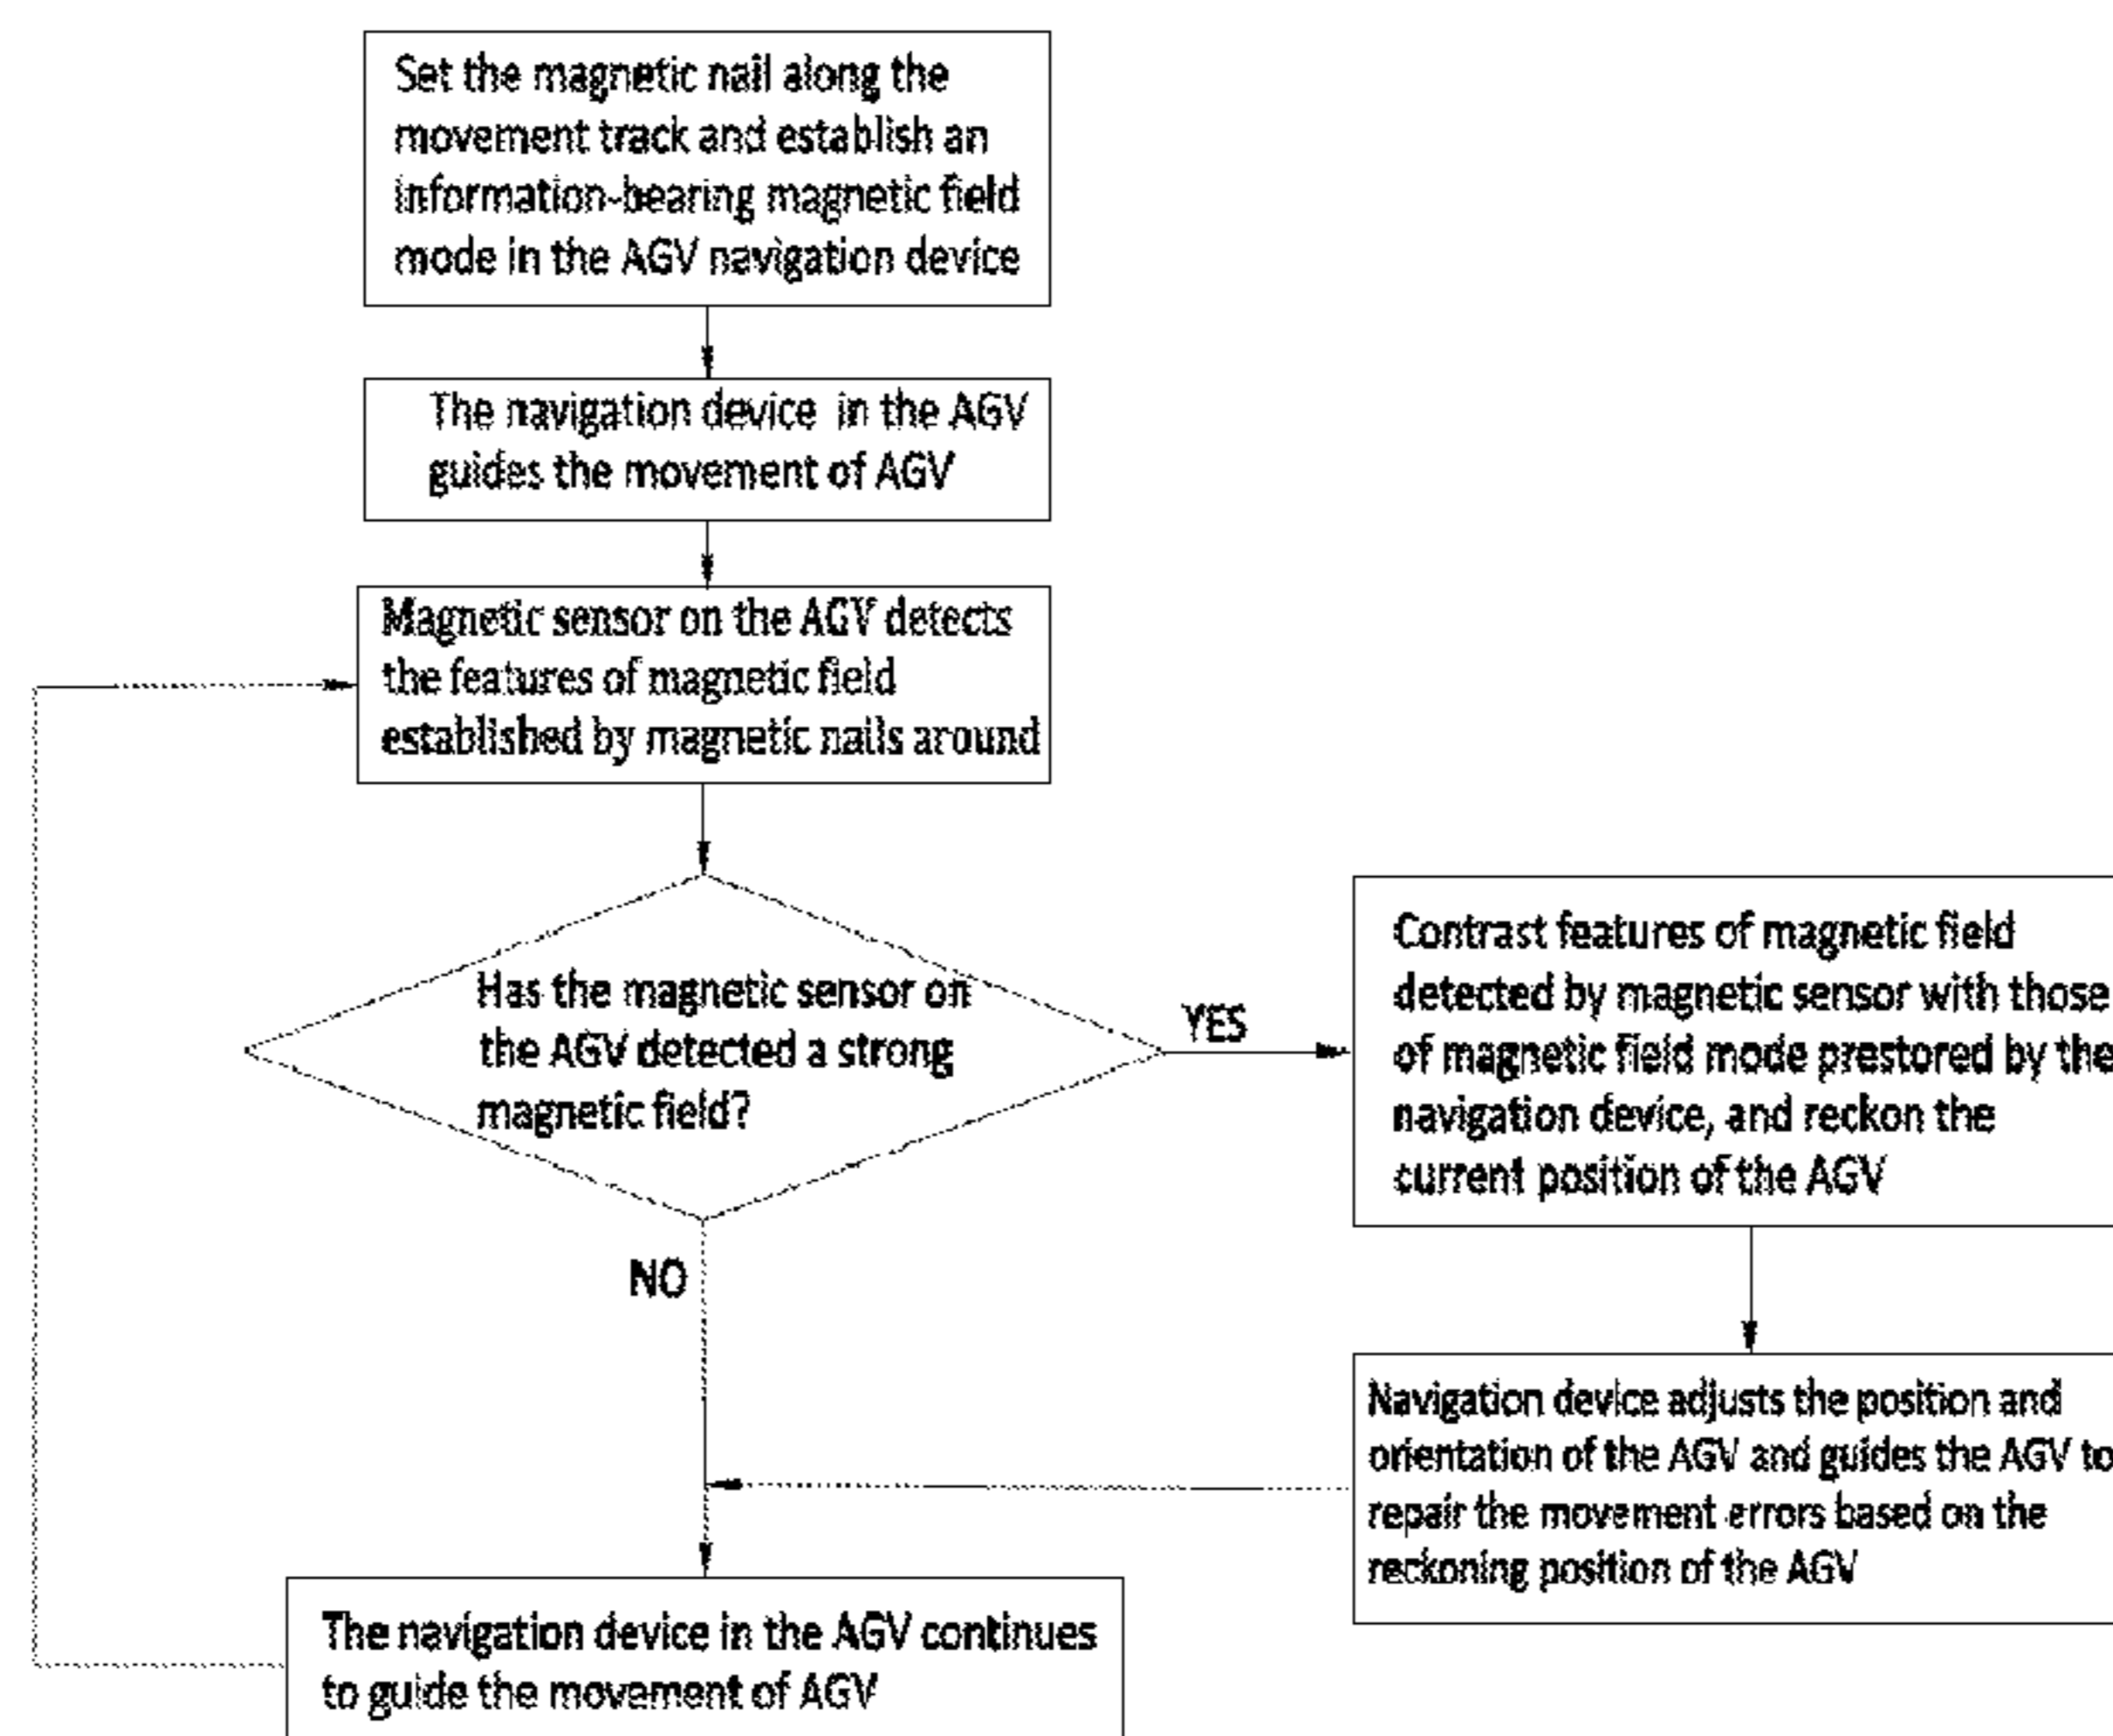 Set the magnetic nail along the
movement track and establish an
information-bearing magnetic field
mode in the AGV navigation device
The navigation device in the AGV
guides the movement of AGV
Magnetic sensor on the AGV detects
the features of magnetic field
established by magnetic nails around
Has the magnetic sensor on
the AGV detected a strong
magnetic field?
YES
Contrast features of magnetic field
detected by magnetic sensor with those
of magnetic field mode prestored by the
navigation device, and reckon the
current position of the AGV
NO
Navigation device adjusts the position and
orientation of the AGV and guides the AGV to
repair the movement errors based on the
reckoning position of the AGV
The navigation device in the AGV continues
to guide the movement of AGV